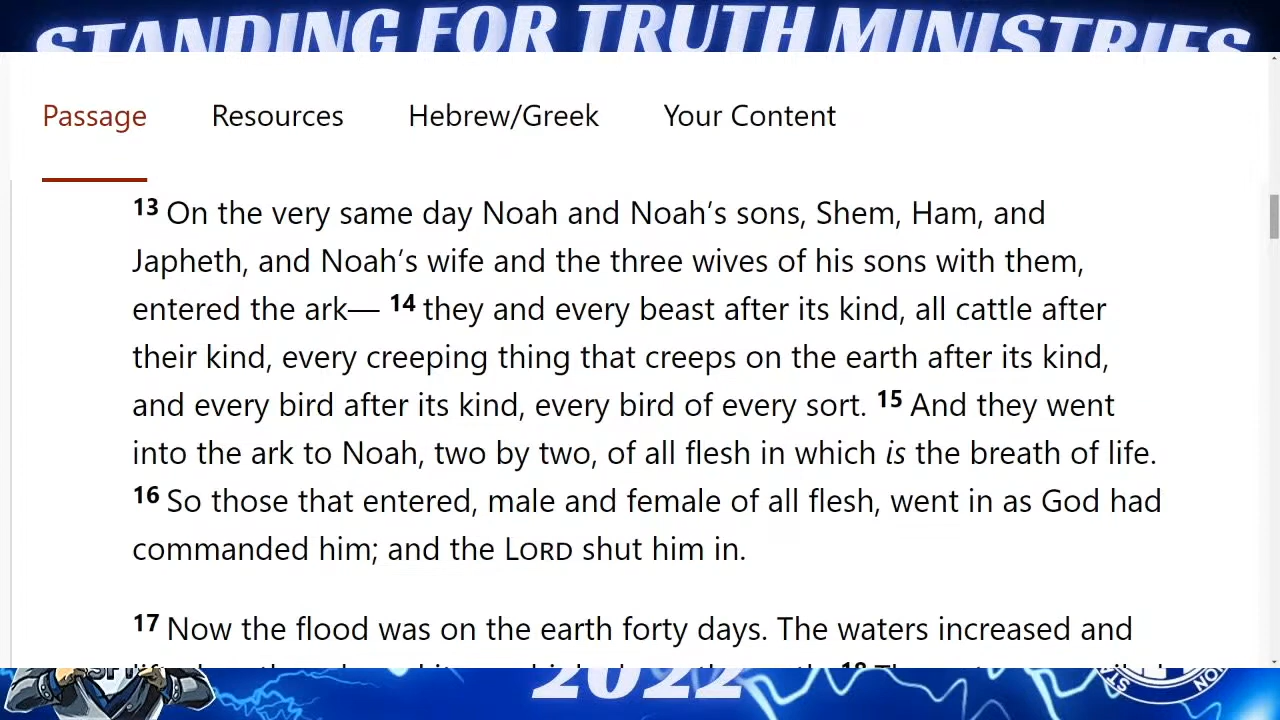 STANDING FOR TRUTH MINISTRIES
Passage Resources Hebrew/Greek Your Content
13 On the very same day Noah and Noah’s sons, Shem, Ham, and
Japheth, and Noah’s wife and the three wives of his sons with them,
entered the ark— 14 they and every beast after its kind, all cattle after
their kind, every creeping thing that creeps on the earth after its kind,
and every bird after its kind, every bird of every sort. 15 And they went
into the ark to Noah, two by two, of all flesh in which is the breath of life.
16 So those that entered, male and female of all flesh, went in as God had
commanded him; and the LORD shut him in.
17 Now the flood was on the earth forty days. The waters increased and
2022